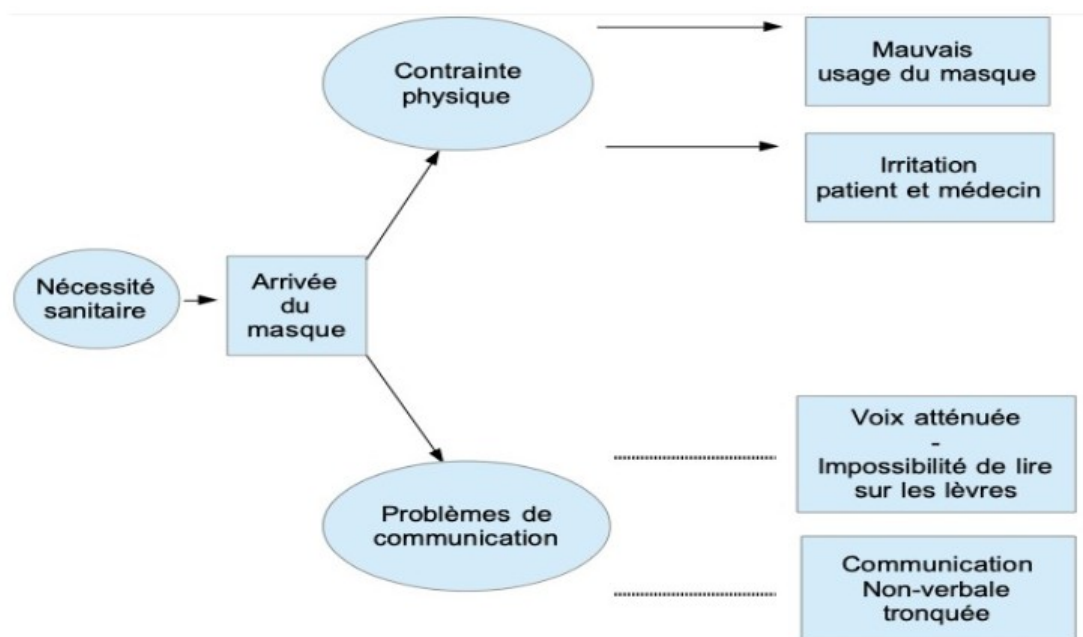 Contrainte
physique
Mauvais
usage du masque
Irritation
patient et médecin
Nécessité
sanitaire
Arrivée
du
masque
Problèmes de
communication
Voix atténuée
-
Impossibilité de lire
sur les lèvres
Communication
Non-verbale
tronquée